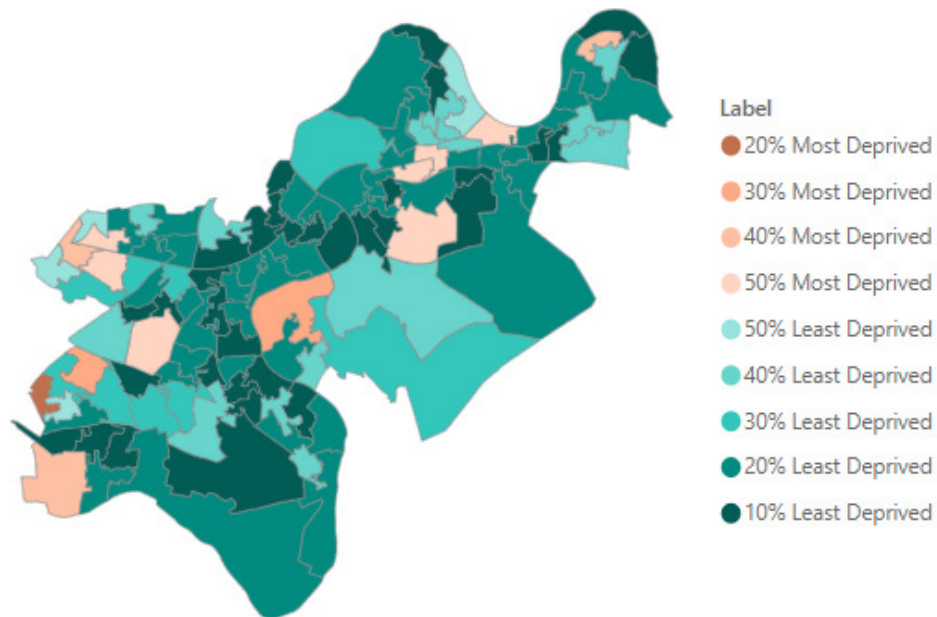 Label
20% Most Deprived
30% Most Deprived
40% Most Deprived
50% Most Deprived
50% Least Deprived
40% Least Deprived
30% Least Deprived
20% Least Deprived
10% Least Deprived